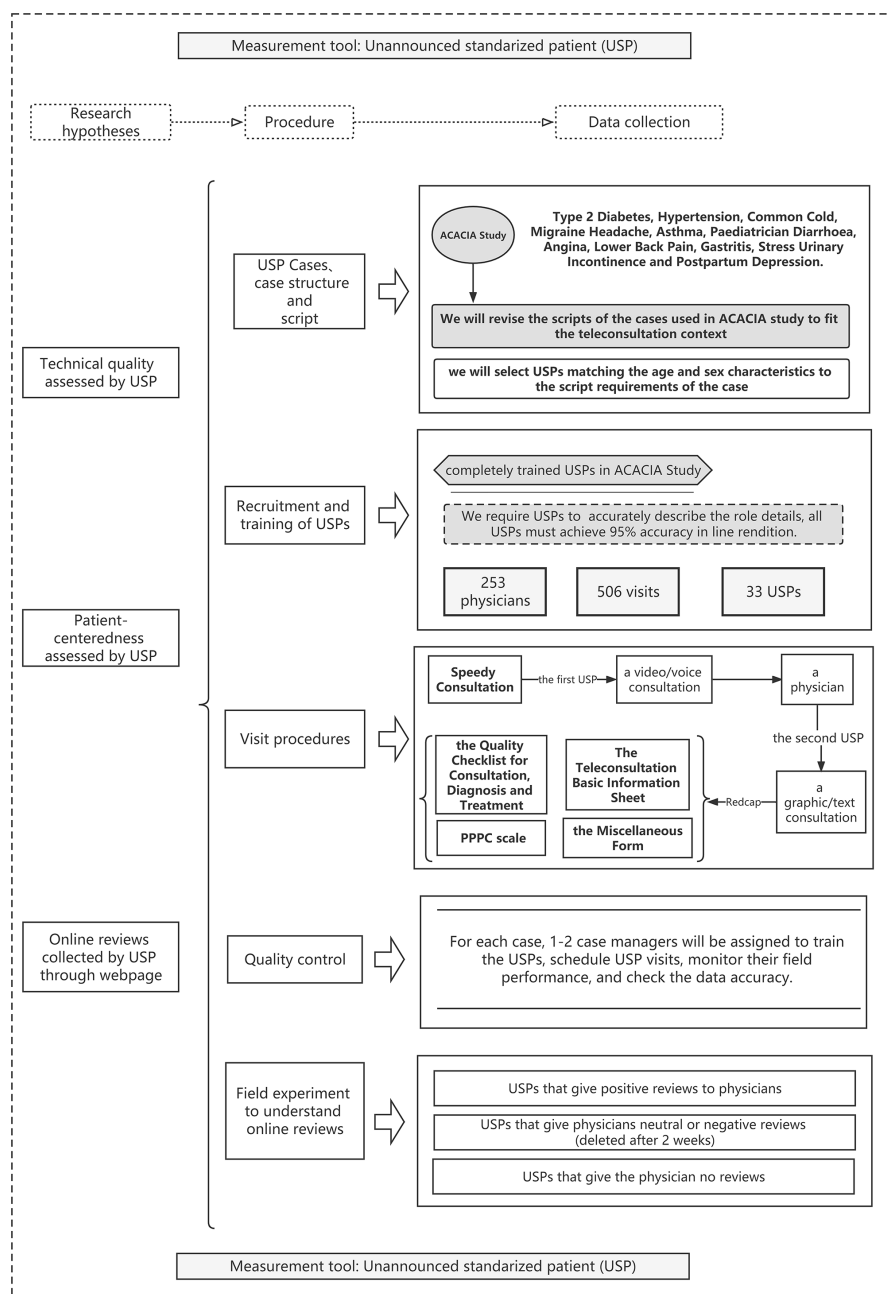 Measurement tool: Unannounced standarized patient (USP)
Research
hypotheses
Procedure
Data collection
Technical quality
assessed by USP
Patient-
centeredness
assessed by USP
Online reviews
collected by USP
through webpage
USP Cases、
case structure
and
script
ACACIA Study
Type 2 Diabetes, Hypertension, Common Cold,
Migraine Headache, Asthma, Paediatrician Diarrhoea,
Angina, Lower Back Pain, Gastritis, Stress Urinary
Incontinence and Postpartum Depression.
We will revise the scripts of the cases used in ACACIA study to fit
the teleconsultation context
we will select USPs matching the age and sex characteristics to
the script requirements of the case
Recruitment and
training of USPs
completely trained USPs in ACACIA Study
We require USPs to accurately describe the role details, all
USPs must achieve 95% accuracy in line rendition.
253
physicians
506 visits
33 USPs
Visit procedures
Speedy
Consultation
the first USP
a video/voice
consultation
a
physician
the second USP
a
graphic/text
consultation
Redcap
the Quality
Checklist for
Consultation,
Diagnosis and
Treatment
The
Teleconsultation
Basic Information
Sheet
PPPC scale
the Miscellaneous
Form
Quality control
For each case, 1-2 case managers will be assigned to train
the USPs, schedule USP visits, monitor their field
performance, and check the data accuracy.
Field experiment
to understand
online reviews
USPs that give positive reviews to physicians
USPs that give physicians neutral or negative reviews
(deleted after 2 weeks)
USPs that give the physician no reviews
Measurement tool: Unannounced standarized patient (USP)